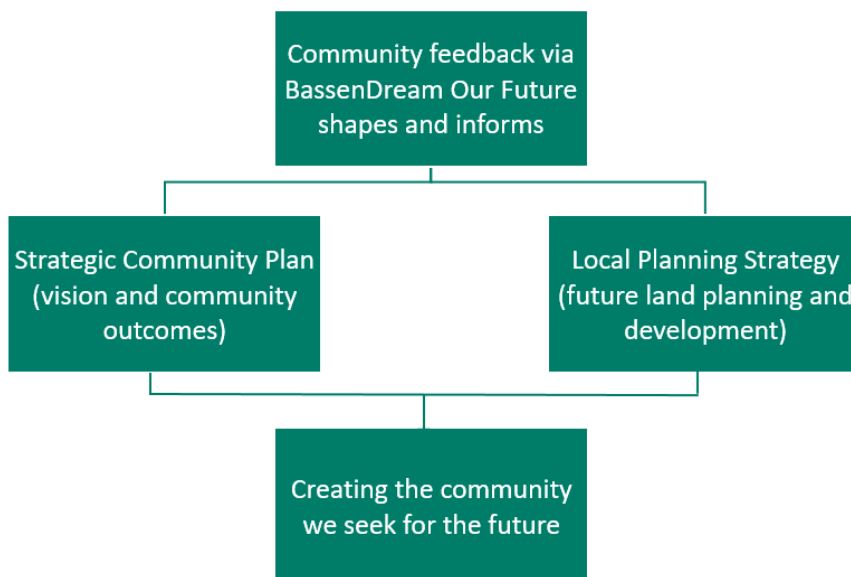 Community feedback via
BassenDream Our Future
shapes and informs
Strategic Community Plan
(vision and community
outcomes)
Local Planning Strategy
(future land planning and
development)
Creating the community
we seek for the future